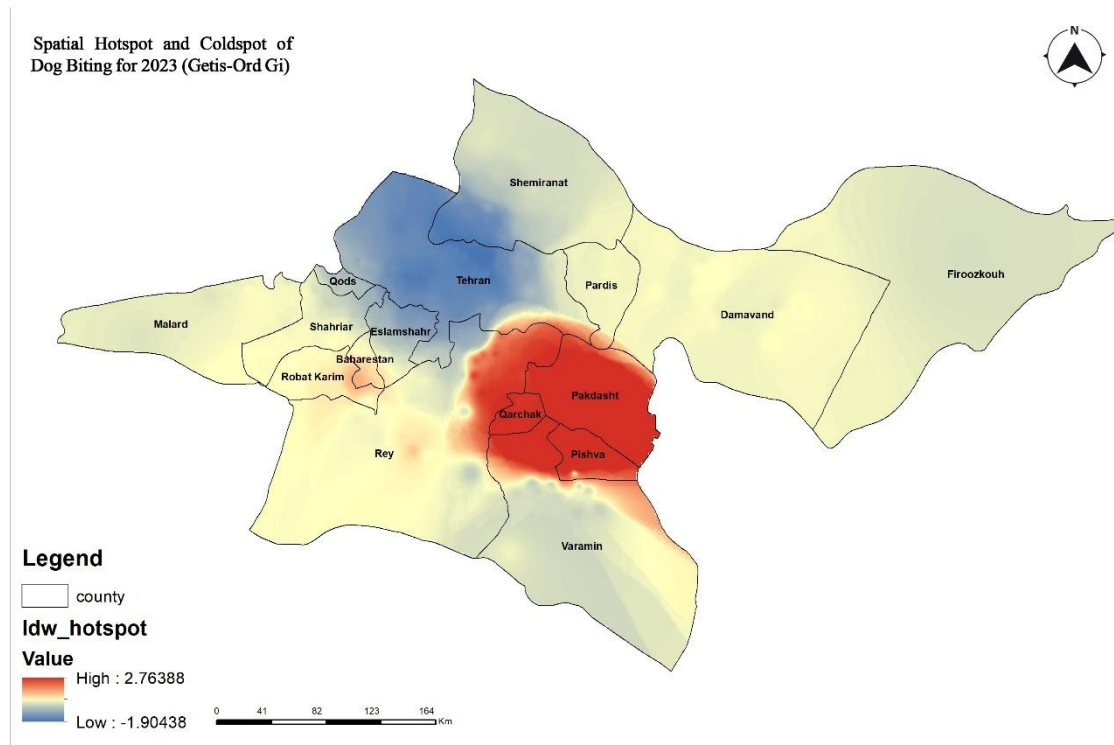 Spatial Hotspot and Coldspot of
Dog Biting for 2023 (Getis-Ord Gi)
N
Shemiranat
Firoozkouh
Qods
Tehran
Pardis
Damavand
Malard
Shahriar
Eslamshahr
Baharestan
Robat Karim
Pakdasht
Qarchak
Rey
Pishva
Varamin
Legend
county
Idw_hotspot
Value
High : 2.76388
Low : -1.90438
0 41 82 123 164
Km